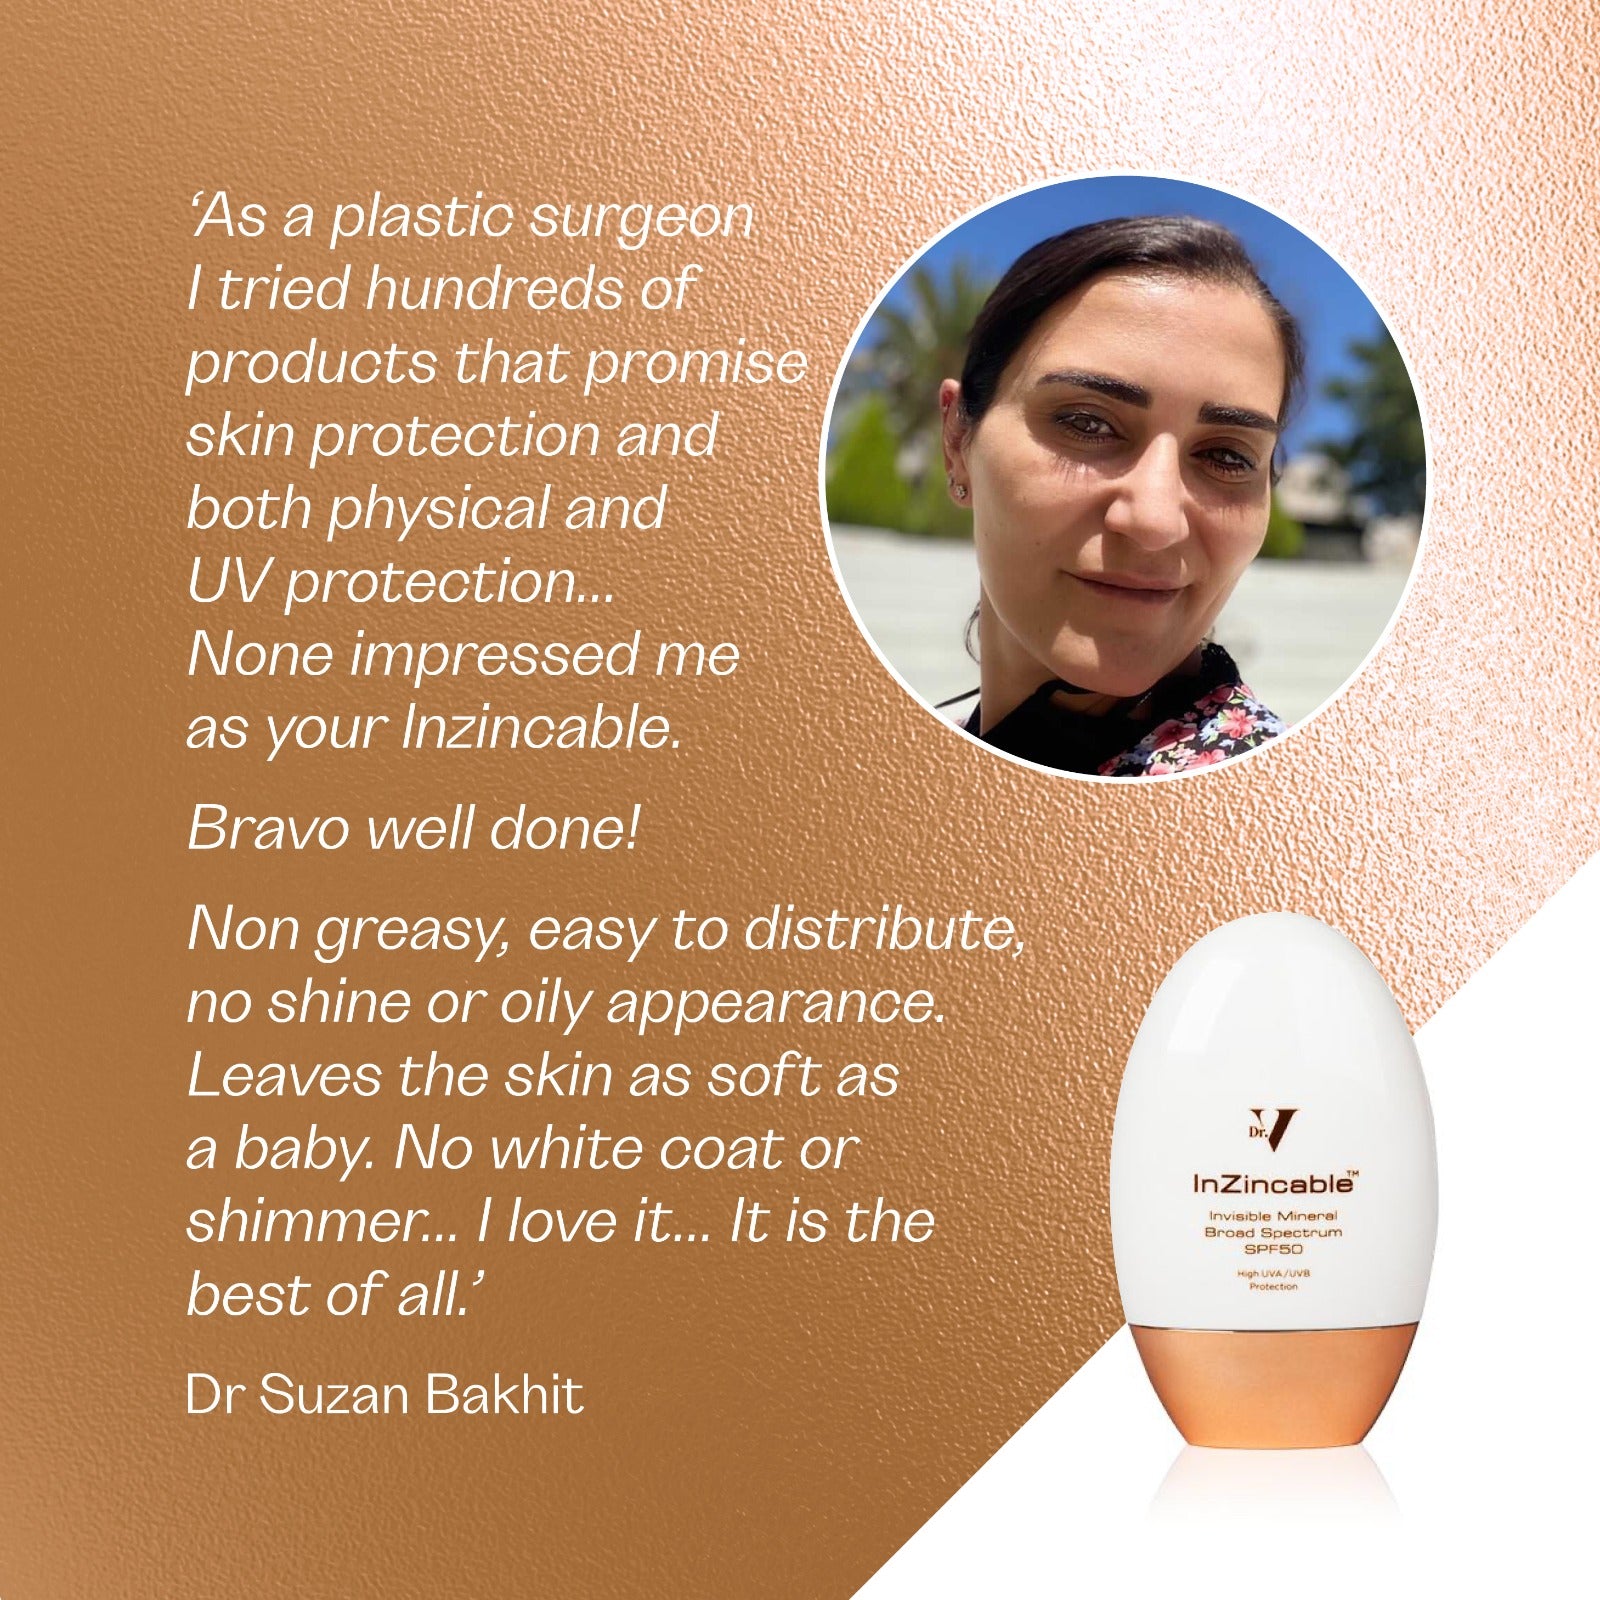 ‘As a plastic surgeon
I tried hundreds of
products that promise
skin protection and
both physical and
UV protection...
None impressed me
as your Inzincable.
Bravo well done!
Non greasy, easy to distribute,
no shine or oily appearance.
Leaves the skin as soft as
a baby. No white coat or
shimmer... I love it... It is the
best of all.’
Dr Suzan Bakhit
Dr. V
InZincable™
Invisible Mineral
Broad Spectrum
SPF50
High UVA/UVB
Protection